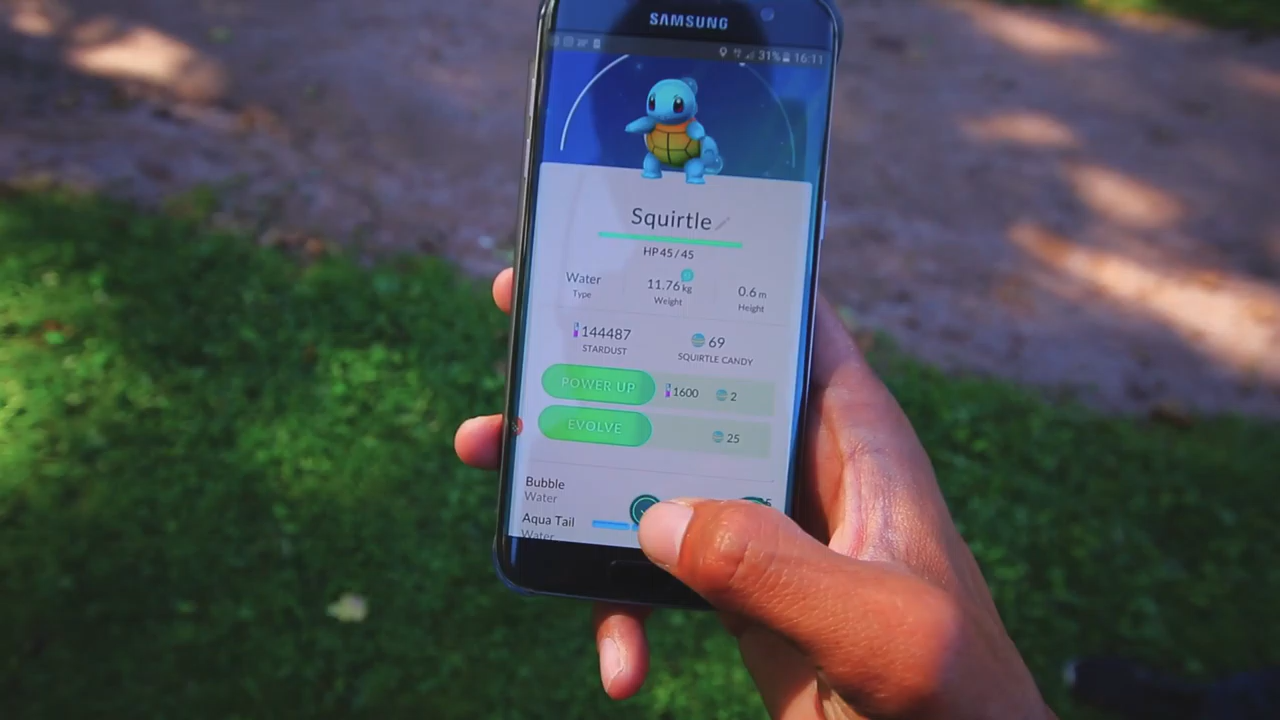 SAMSUNG
31% 16:11
Squirtle
HP 45/45
Water 11.76 kg 0.6 m
Type Weight Height
144487 69
STARDUST SQUIRTLE CANDY
POWER UP 1600 2
EVOLVE 25
Bubble
Water
Aqua Tail
Water